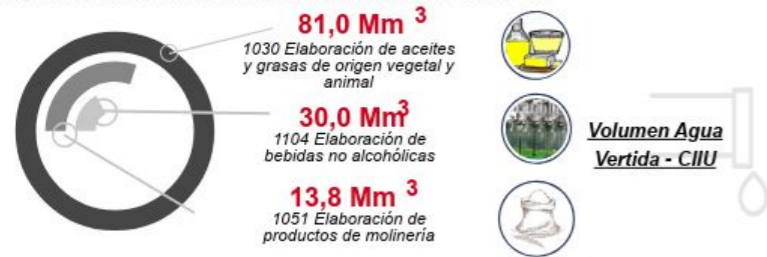 81,0 Mm 3
1030 Elaboración de aceites
y grasas de origen vegetal y
animal
30,0 Mm3
1104 Elaboración de
bebidas no alcohólicas
13,8 Mm 3
1051 Elaboración de
productos de molinería
Volumen Agua
Vertida - CIIU